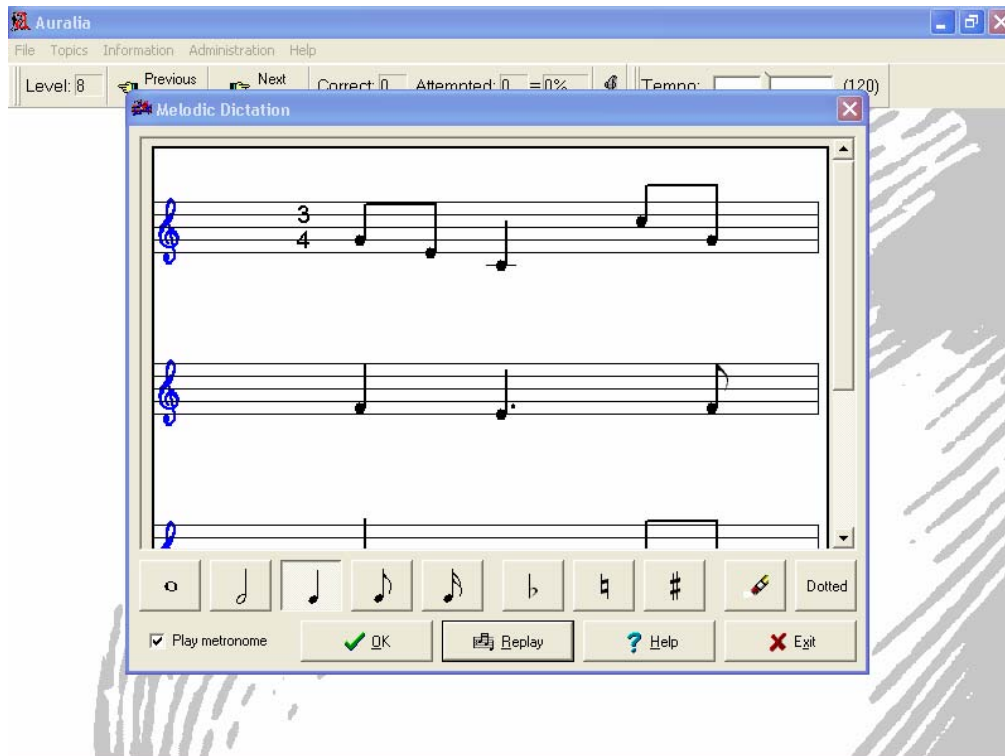 Auralia
File Topics Information Administration Help
Level: 8 Previous Next Correct: 0 Attempted: 0 = 0% Tempo: (120)
Melodic Dictation
3
4
Dotted
Play metronome OK Replay Help Exit